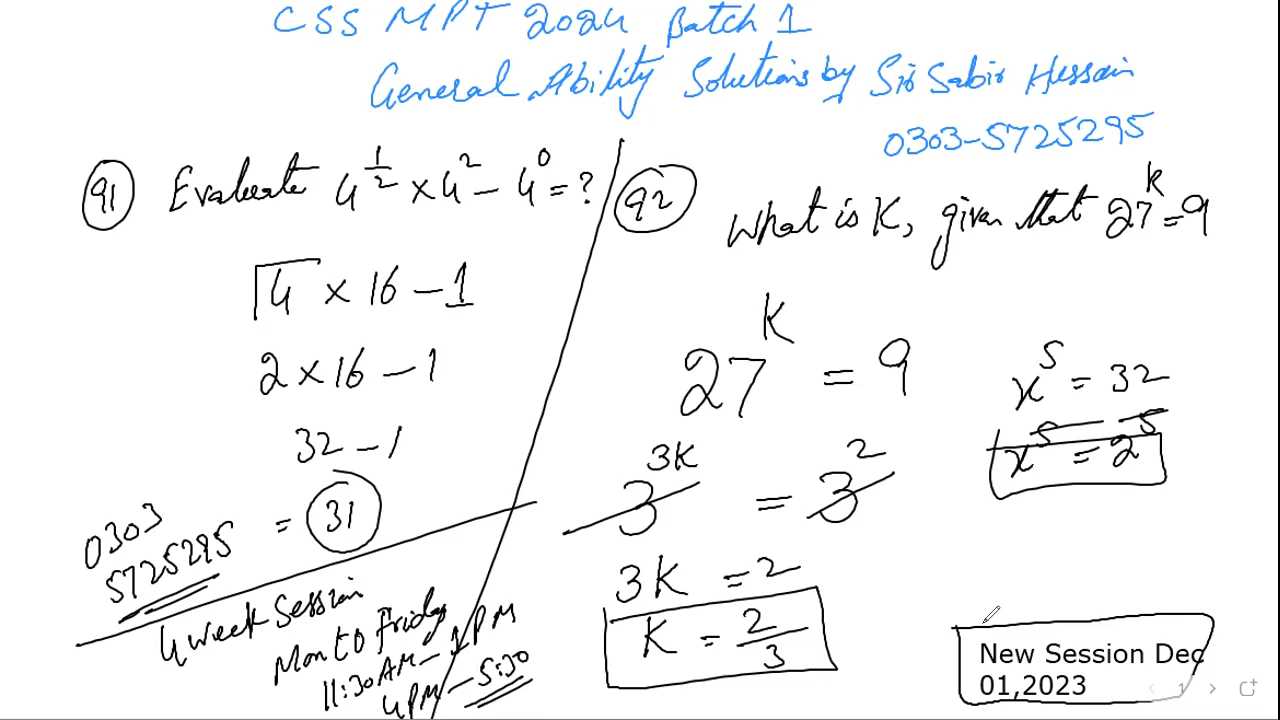 CSS MPT 2024 Batch 1
General Ability Solutions by Sir Sabir Hussain
0303-5725295
91 Evaluate 4^1/2 × 4^2 - 4^0 = ?
√4 × 16 - 1
2 × 16 - 1
32 - 1
= 31
0303
5725295
4 week Session
Mon to Friday
11:30 AM - 1 PM
4 PM - 5:30
92 What is K, given that 27^K = 9
27^K = 9
3^3K = 3^2
3K = 2
K = 2/3
x^5 = 32
x^5 = 2^5
New Session Dec
01,2023
1